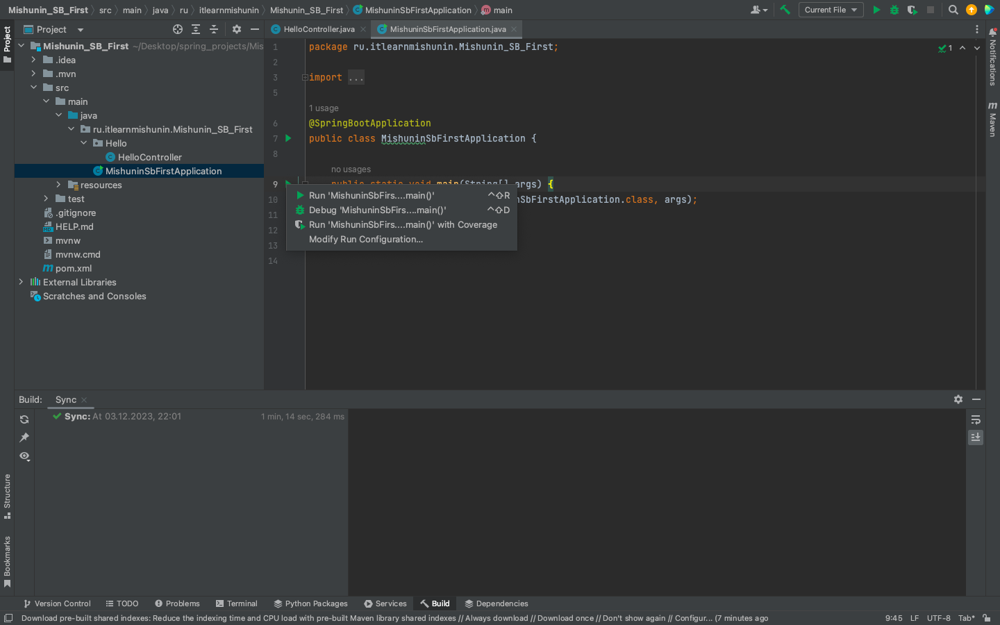 Mishunin_SB_First src main java ru itlearnmishunin Mishunin_SB_First MishuninSbFirstApplication main
Current File
Project
Project
HelloController.java
MishuninSbFirstApplication.java
Notifications
Maven
Mishunin_SB_First ~/Desktop/spring_projects/Mis
.idea
.mvn
src
main
java
ru.itlearnmishunin.Mishunin_SB_First
Hello
HelloController
MishuninSbFirstApplication
resources
test
.gitignore
HELP.md
mvnw
mvnw.cmd
pom.xml
External Libraries
Scratches and Consoles
1 package ru.itlearnmishunin.Mishunin_SB_First;
1
2
3 import ...
5
1 usage
6 @SpringBootApplication
7 public class MishuninSbFirstApplication {
8
no usages
9 public static void main(String[] args) {
10 nSbFirstApplication.class, args);
11
12
13
14
Run 'MishuninSbFirs....main()' ^⇧R
Debug 'MishuninSbFirs....main()' ^⇧D
Run 'MishuninSbFirs....main()' with Coverage
Modify Run Configuration...
Build: Sync
Sync: At 03.12.2023, 22:01 1 min, 14 sec, 284 ms
Structure
Bookmarks
Version Control TODO Problems Terminal Python Packages Services Build Dependencies
Download pre-built shared indexes: Reduce the indexing time and CPU load with pre-built Maven library shared indexes // Always download // Download once // Don't show again // Configur... (7 minutes ago
9:45 LF UTF-8 Tab*